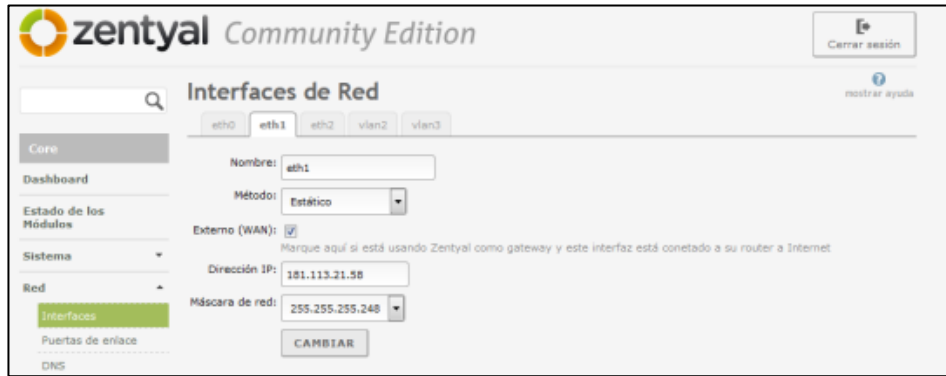 zentyal Community Edition
Cerrar sesión
Interfaces de Red
mostrar ayuda
eth0 eth1 eth2 vlan2 vlan3
Core
Dashboard
Estado de los
Módulos
Sistema
Red
Interfaces
Puertas de enlace
DNS
Nombre: eth1
Método: Estático
Externo (WAN):
Marque aquí si está usando Zentyal como gateway y este interfaz está conetado a su router a Internet
Dirección IP: 181.113.21.58
Máscara de red: 255.255.255.248
CAMBIAR